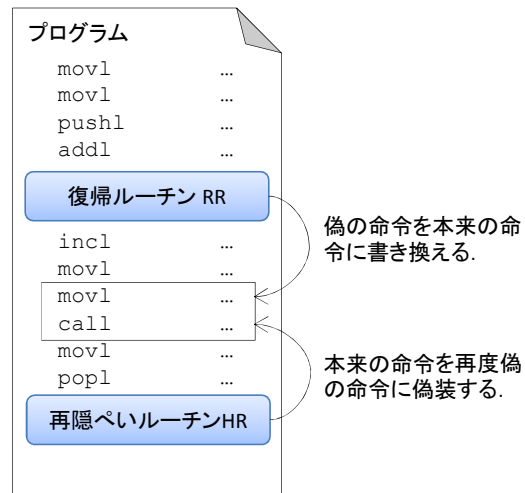 プログラム
movl …
movl …
pushl …
addl …
復帰ルーチン RR
incl …
movl …
movl …
call …
movl …
popl …
再隠ぺいルーチンHR
偽の命令を本来の命
令に書き換える.
本来の命令を再度偽
の命令に偽装する.